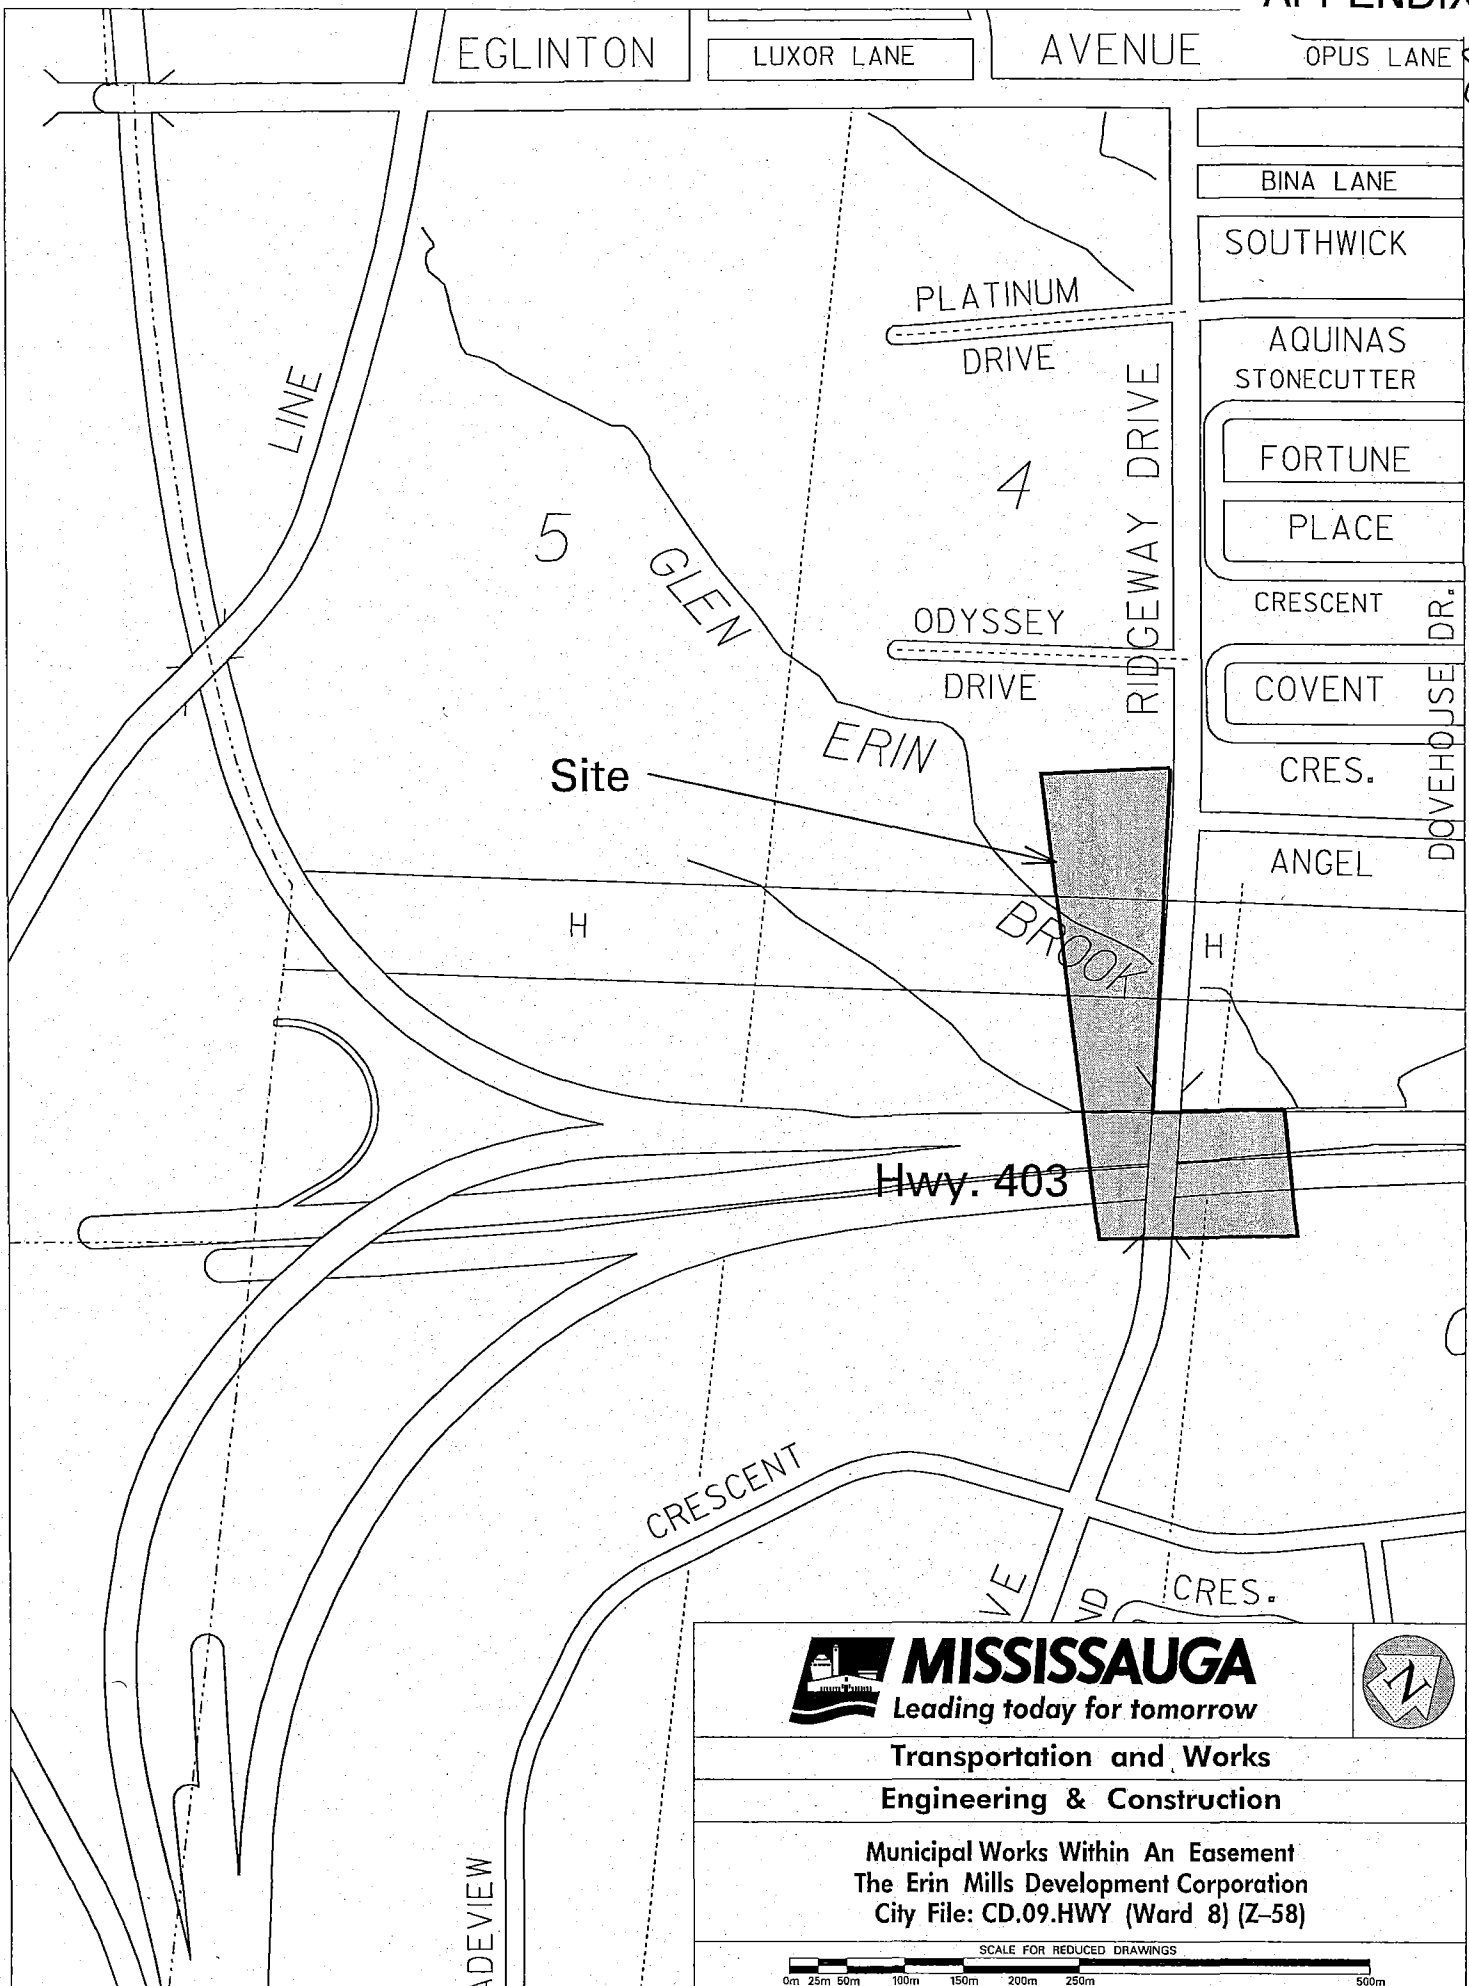 APPENDIX
EGLINTON
LUXOR LANE
AVENUE
OPUS LANE
BINA LANE
SOUTHWICK
PLATINUM
DRIVE
AQUINAS
STONECUTTER
LINE
RIDGEWAY DRIVE
FORTUNE
4
5
PLACE
GLEN
CRESCENT
ODYSSEY
DRIVE
DOVEHOUSE DR.
COVENT
ERIN
Site
CRES.
ANGEL
BROOK
H
H
Hwy. 403
CRESCENT
VE
ND
CRES.
ADEVIEW
MISSISSAUGA
Leading today for tomorrow
N
Transportation and Works
Engineering & Construction
Municipal Works Within An Easement
The Erin Mills Development Corporation
City File: CD.09.HWY (Ward 8) (Z-58)
SCALE FOR REDUCED DRAWINGS
0m 25m 50m 100m 150m 200m 250m 500m